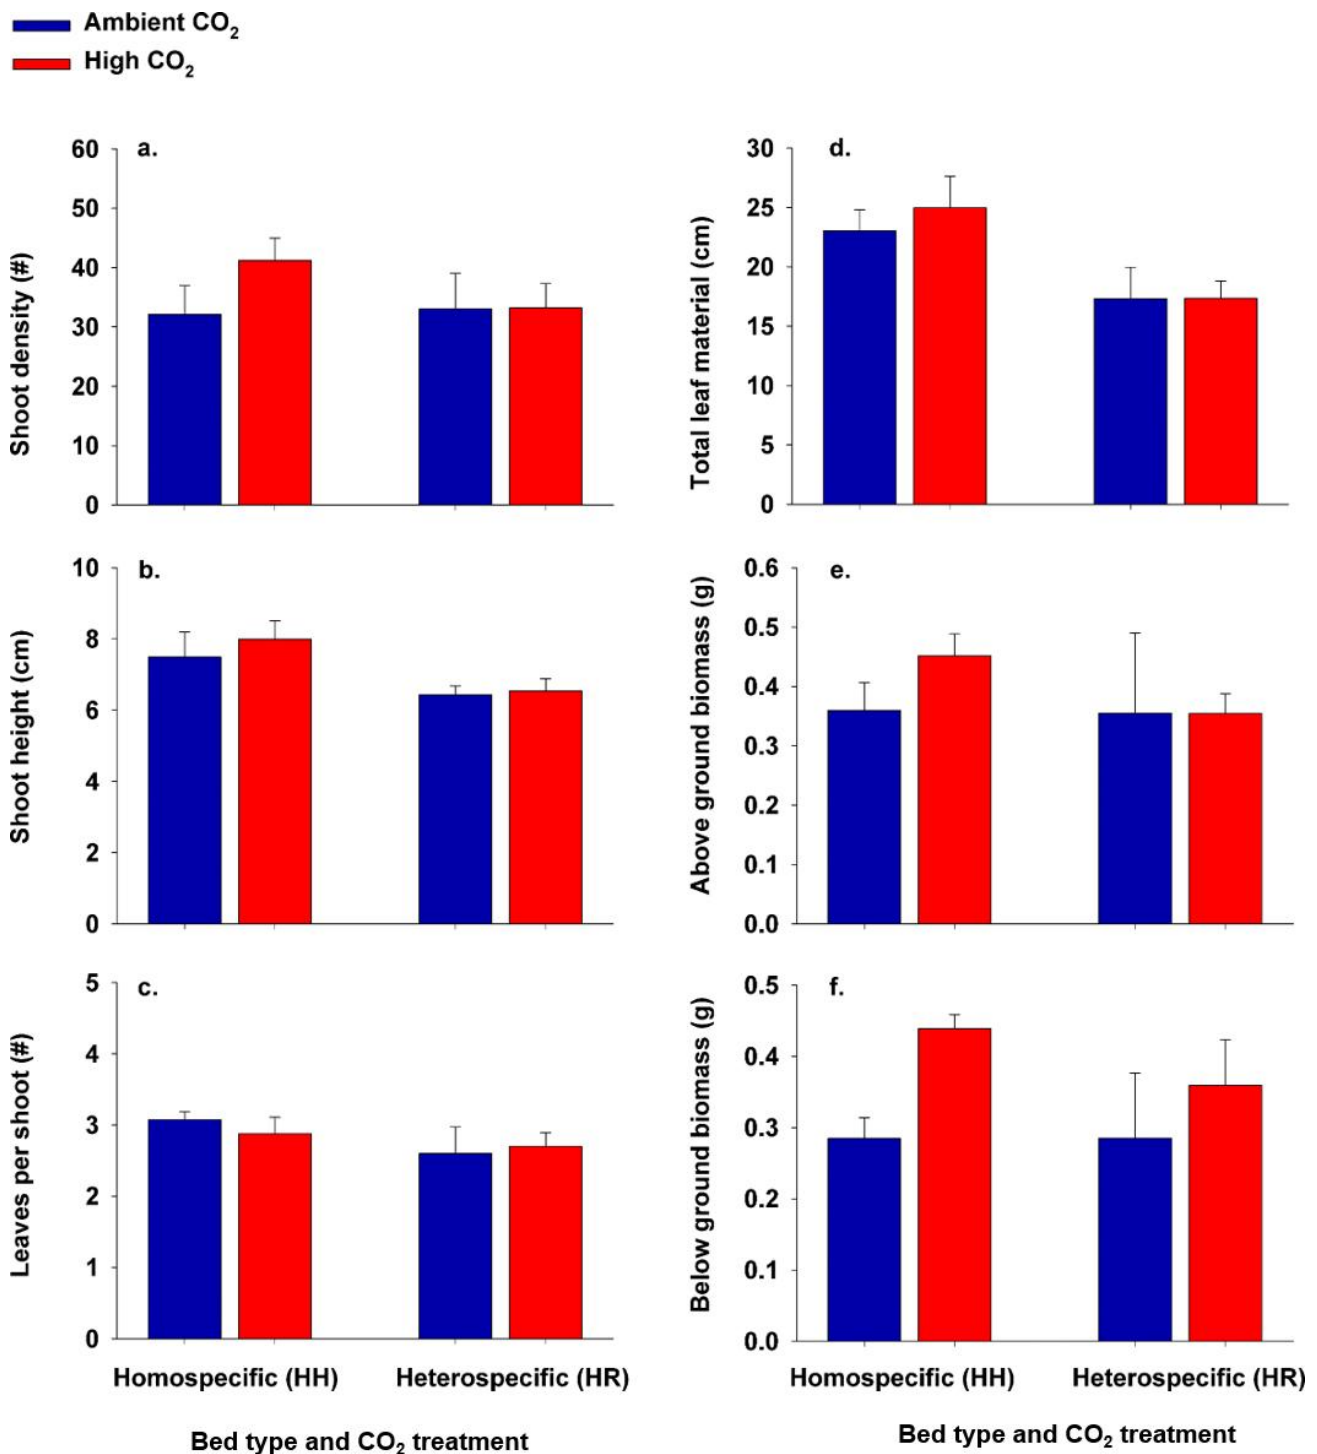 Ambient CO₂
High CO₂
a.
Shoot density (#)
60
50
40
30
20
10
0
b.
Shoot height (cm)
10
8
6
4
2
0
c.
Leaves per shoot (#)
5
4
3
2
1
0
Homospecific (HH) Heterospecific (HR)
Bed type and CO₂ treatment
d.
Total leaf material (cm)
30
25
20
15
10
5
0
e.
Above ground biomass (g)
0.6
0.5
0.4
0.3
0.2
0.1
0.0
f.
Below ground biomass (g)
0.5
0.4
0.3
0.2
0.1
0.0
Homospecific (HH) Heterospecific (HR)
Bed type and CO₂ treatment